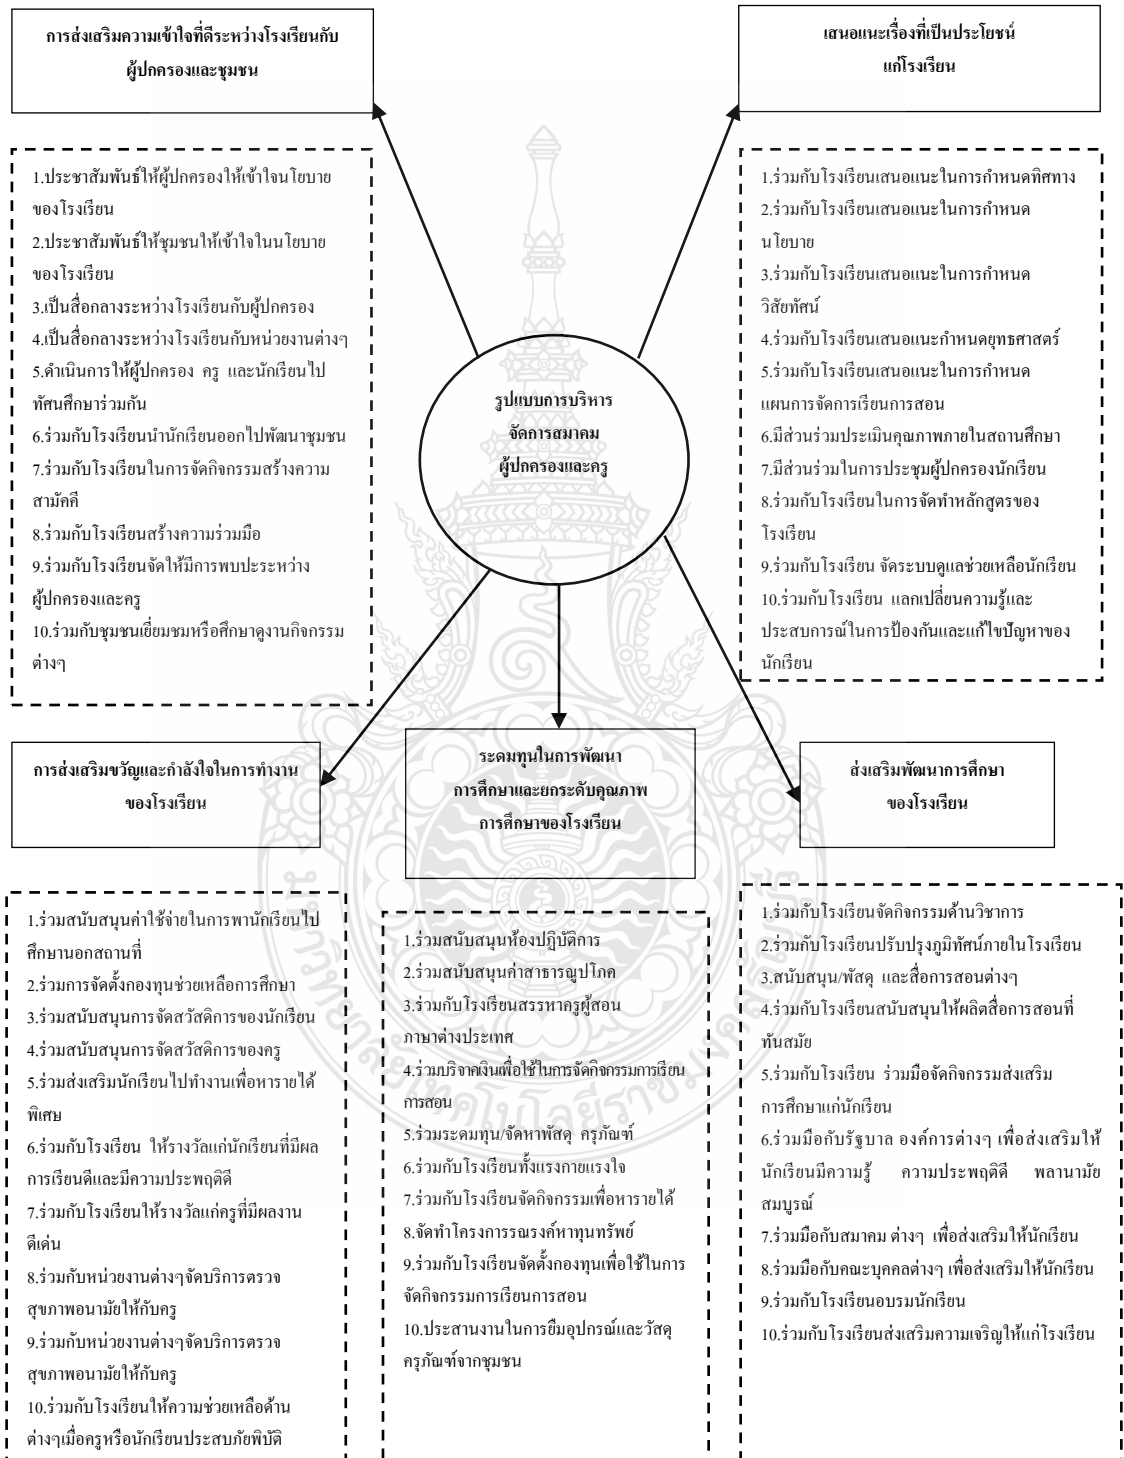 การส่งเสริมความเข้าใจที่ดีระหว่างโรงเรียนกับ
ผู้ปกครองและชุมชน
เสนอแนะเรื่องที่เป็นประโยชน์
แก่โรงเรียน
1.ประชาสัมพันธ์ให้ผู้ปกครองให้เข้าใจนโยบาย
ของโรงเรียน
2.ประชาสัมพันธ์ให้ชุมชนให้เข้าใจในนโยบาย
ของโรงเรียน
3.เป็นสื่อกลางระหว่างโรงเรียนกับผู้ปกครอง
4.เป็นสื่อกลางระหว่างโรงเรียนกับหน่วยงานต่างๆ
5.ดำเนินการให้ผู้ปกครอง ครู และนักเรียนไป
ทัศนศึกษาร่วมกัน
6.ร่วมกับโรงเรียนนำนักเรียนออกไปพัฒนาชุมชน
7.ร่วมกับโรงเรียนในการจัดกิจกรรมสร้างความ
สามัคคี
8.ร่วมกับโรงเรียนสร้างความร่วมมือ
9.ร่วมกับโรงเรียนจัดให้มีการพบปะระหว่าง
ผู้ปกครองและครู
10.ร่วมกับชุมชนเยี่ยมชมหรือศึกษาดูงานกิจกรรม
ต่างๆ
1.ร่วมกับโรงเรียนเสนอแนะในการกำหนดทิศทาง
2.ร่วมกับโรงเรียนเสนอแนะในการกำหนด
นโยบาย
3.ร่วมกับโรงเรียนเสนอแนะในการกำหนด
วิสัยทัศน์
4.ร่วมกับโรงเรียนเสนอแนะกำหนดยุทธศาสตร์
5.ร่วมกับโรงเรียนเสนอแนะในการกำหนด
แผนการจัดการเรียนการสอน
6.มีส่วนร่วมประเมินคุณภาพภายในสถานศึกษา
7.มีส่วนร่วมในการประชุมผู้ปกครองนักเรียน
8.ร่วมกับโรงเรียนในการจัดทำหลักสูตรของ
โรงเรียน
9.ร่วมกับโรงเรียน จัดระบบดูแลช่วยเหลือนักเรียน
10.ร่วมกับโรงเรียน แลกเปลี่ยนความรู้และ
ประสบการณ์ในการป้องกันและแก้ไขปัญหาของ
นักเรียน
รูปแบบการบริหาร
จัดการสมาคม
ผู้ปกครองและครู
การส่งเสริมขวัญและกำลังใจในการทำงาน
ของโรงเรียน
ระดมทุนในการพัฒนา
การศึกษาและยกระดับคุณภาพ
การศึกษาของโรงเรียน
ส่งเสริมพัฒนาการศึกษา
ของโรงเรียน
1.ร่วมสนับสนุนค่าใช้จ่ายในการพานักเรียนไป
ศึกษานอกสถานที่
2.ร่วมการจัดตั้งกองทุนช่วยเหลือการศึกษา
3.ร่วมสนับสนุนการจัดสวัสดิการของนักเรียน
4.ร่วมสนับสนุนการจัดสวัสดิการของครู
5.ร่วมส่งเสริมนักเรียนไปทำงานเพื่อหารายได้
พิเศษ
6.ร่วมกับโรงเรียน ให้รางวัลแก่นักเรียนที่มีผล
การเรียนดีและมีความประพฤติดี
7.ร่วมกับโรงเรียนให้รางวัลแก่ครูที่มีผลงาน
ดีเด่น
8.ร่วมกับหน่วยงานต่างๆจัดบริการตรวจ
สุขภาพอนามัยให้กับครู
9.ร่วมกับหน่วยงานต่างๆจัดบริการตรวจ
สุขภาพอนามัยให้กับครู
10.ร่วมกับโรงเรียนให้ความช่วยเหลือด้าน
ต่างๆเมื่อครูหรือนักเรียนประสบภัยพิบัติ
1.ร่วมสนับสนุนห้องปฏิบัติการ
2.ร่วมสนับสนุนค่าสาธารณูปโภค
3.ร่วมกับโรงเรียนสรรหาครูผู้สอน
ภาษาต่างประเทศ
4.ร่วมบริจาคเงินเพื่อใช้ในการจัดกิจกรรมการเรียน
การสอน
5.ร่วมระดมทุน/จัดหาพัสดุ ครุภัณฑ์
6.ร่วมกับโรงเรียนทั้งแรงกายแรงใจ
7.ร่วมกับโรงเรียนจัดกิจกรรมเพื่อหารายได้
8.จัดทำโครงการรณรงค์หาทุนทรัพย์
9.ร่วมกับโรงเรียนจัดตั้งกองทุนเพื่อใช้ในการ
จัดกิจกรรมการเรียนการสอน
10.ประสานงานในการยืมอุปกรณ์และวัสดุ
ครุภัณฑ์จากชุมชน
1.ร่วมกับโรงเรียนจัดกิจกรรมด้านวิชาการ
2.ร่วมกับโรงเรียนปรับปรุงภูมิทัศน์ภายในโรงเรียน
3.สนับสนุน/พัสดุ และสื่อการสอนต่างๆ
4.ร่วมกับโรงเรียนสนับสนุนให้ผลิตสื่อการสอนที่
ทันสมัย
5.ร่วมกับโรงเรียน ร่วมมือจัดกิจกรรมส่งเสริม
การศึกษาแก่นักเรียน
6.ร่วมมือกับรัฐบาล องค์การต่างๆ เพื่อส่งเสริมให้
นักเรียนมีความรู้ ความประพฤติดี พลานามัย
สมบูรณ์
7.ร่วมมือกับสมาคม ต่างๆ เพื่อส่งเสริมให้นักเรียน
8.ร่วมมือกับคณะบุคคลต่างๆ เพื่อส่งเสริมให้นักเรียน
9.ร่วมกับโรงเรียนอบรมนักเรียน
10.ร่วมกับโรงเรียนส่งเสริมความเจริญให้แก่โรงเรียน
มหาวิทยาลัยเทคโนโลยีราชมงคลธัญบุรี